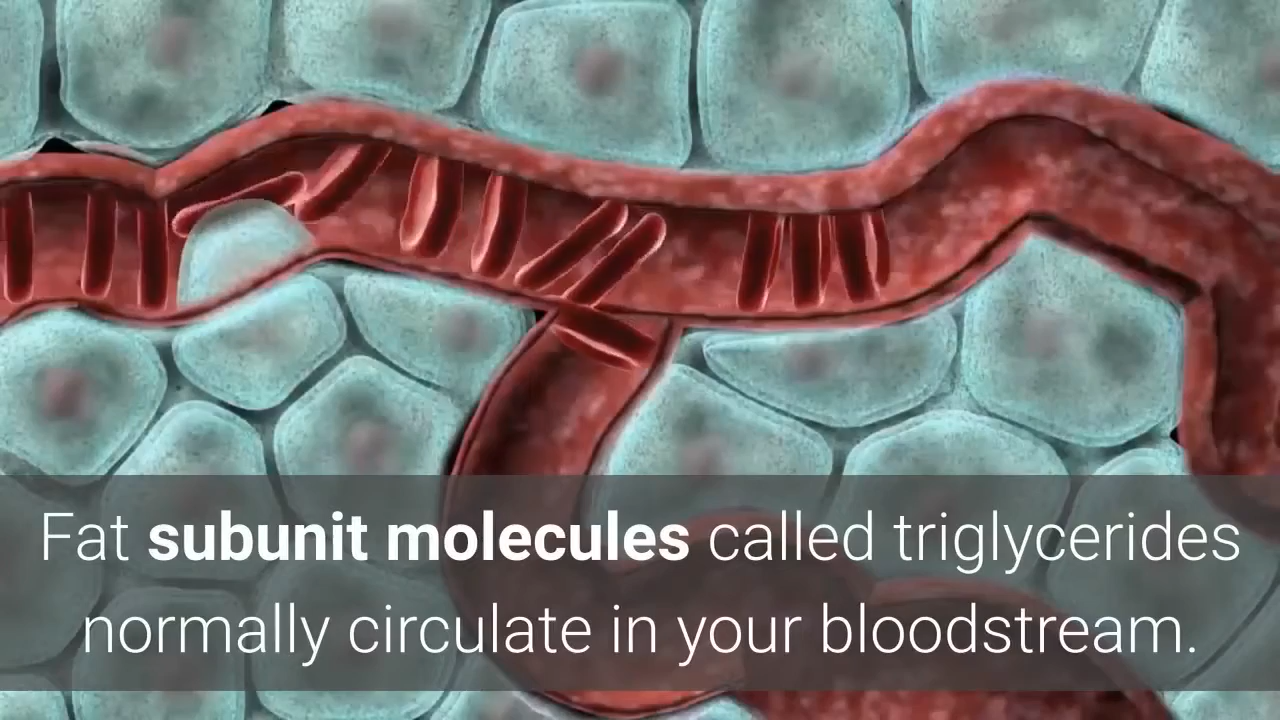 Fat subunit molecules called triglycerides
normally circulate in your bloodstream.